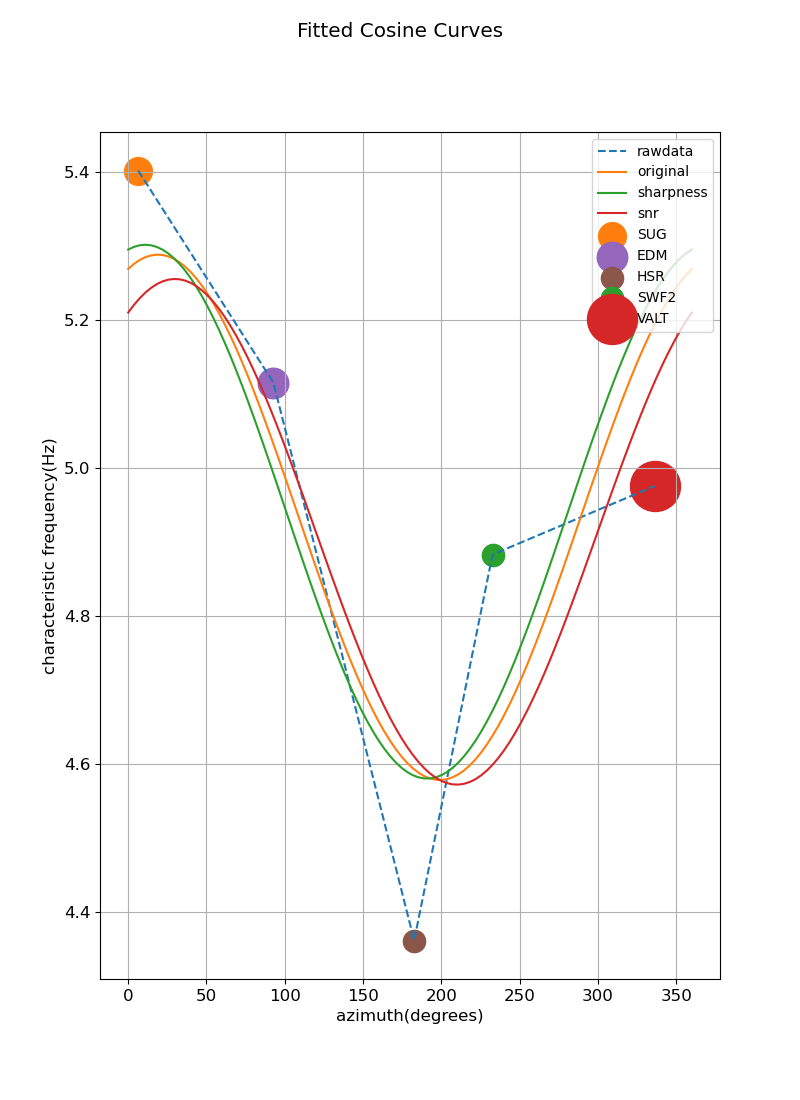 Fitted Cosine Curves
rawdata
original
sharpness
snr
SUG
EDM
HSR
SWF2
VALT
5.4
5.2
5.0
4.8
4.6
4.4
characteristic frequency(Hz)
0 50 100 150 200 250 300 350
azimuth(degrees)